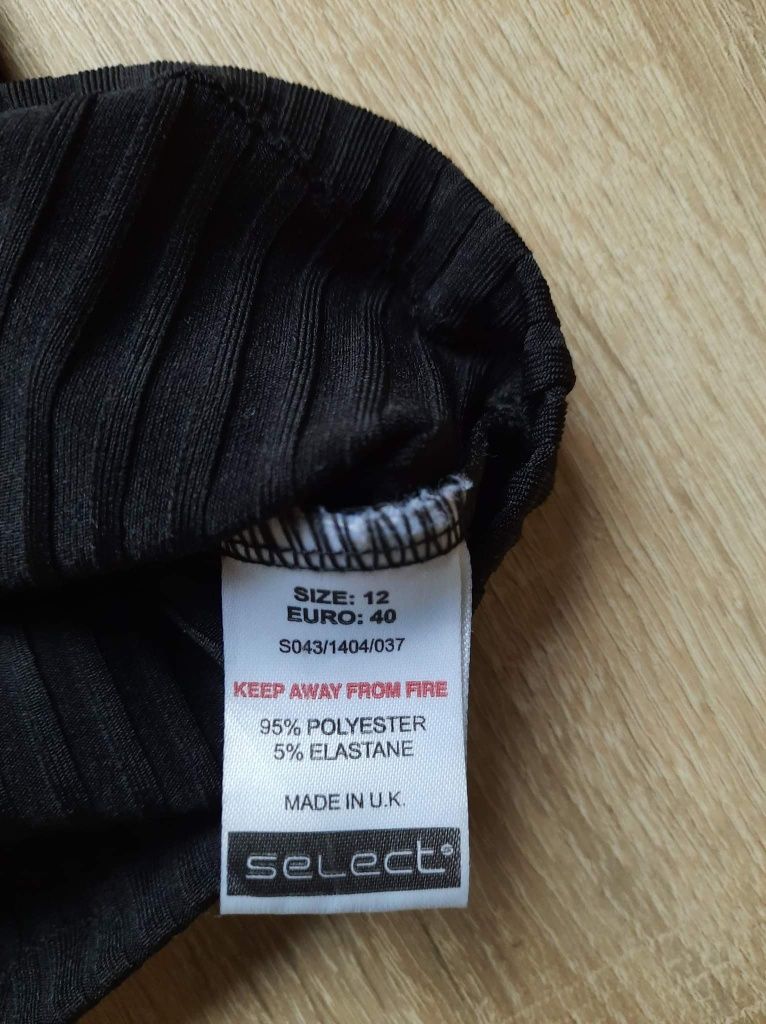 SIZE: 12
EURO: 40
S043/1404/037
KEEP AWAY FROM FIRE
95% POLYESTER
5% ELASTANE
MADE IN U.K.
select